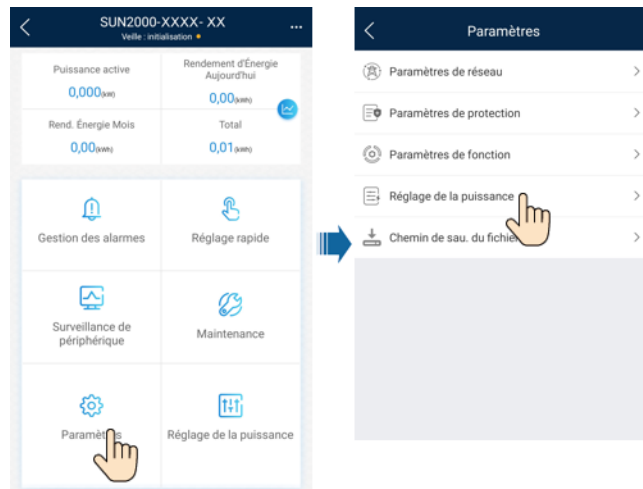 SUN2000-XXXX- XX
Veille : initialisation
Puissance active
0,000(kW)
Rendement d'Énergie
Aujourd'hui
0,00(kWh)
Rend. Énergie Mois
0,00(kWh)
Total
0,01(kWh)
Gestion des alarmes
Réglage rapide
Surveillance de
périphérique
Maintenance
Paramètres
Réglage de la puissance
Paramètres
Paramètres de réseau
Paramètres de protection
Paramètres de fonction
Réglage de la puissance
Chemin de sau. du fichier